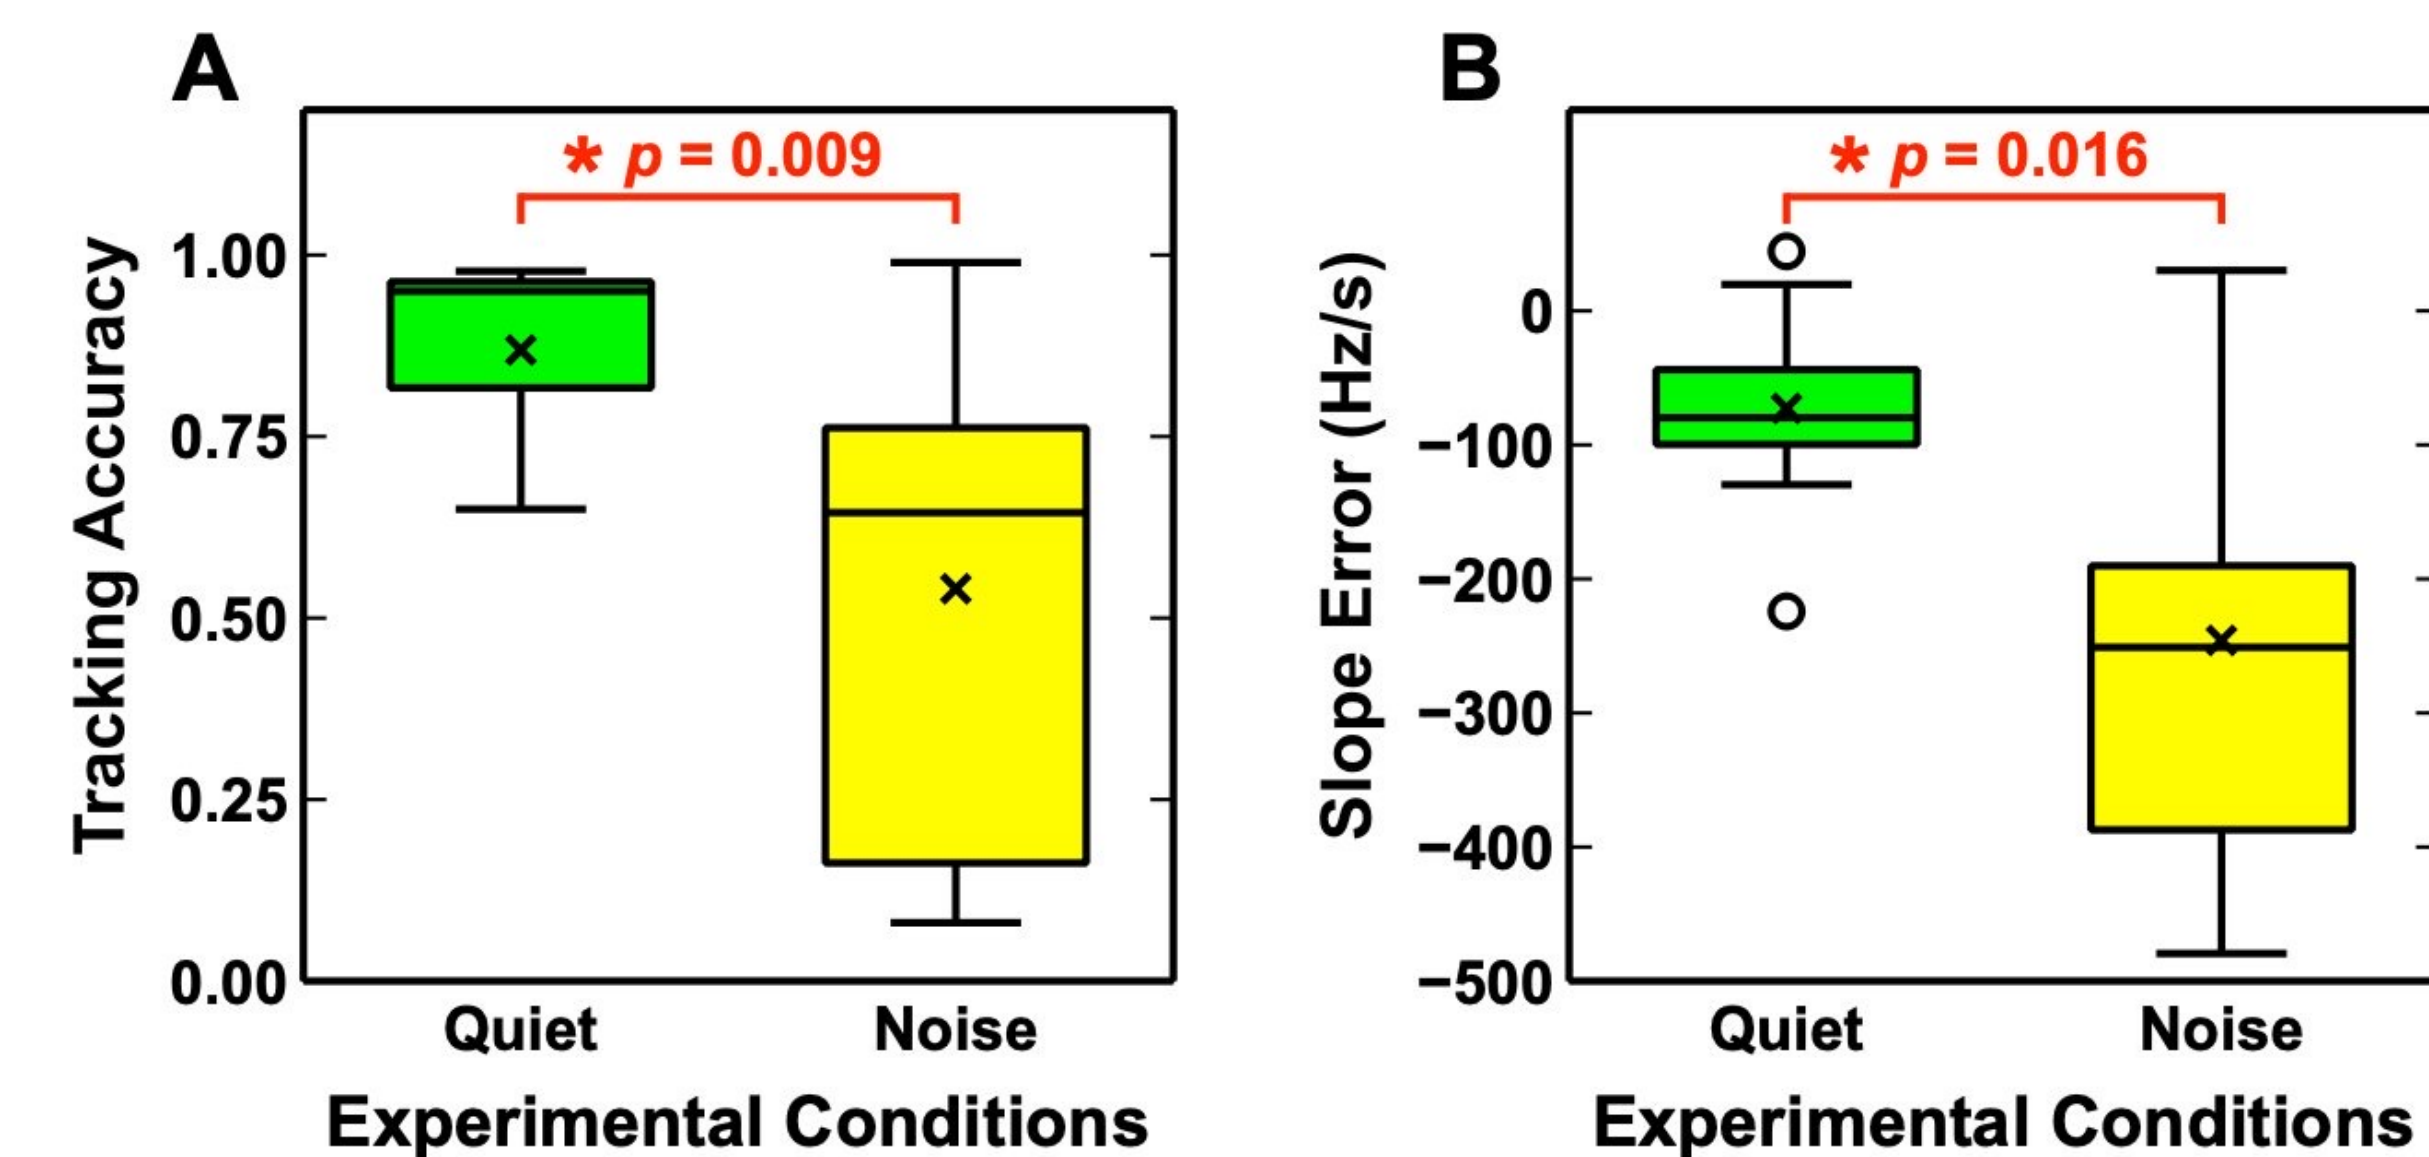 A
* p = 0.009
Tracking Accuracy
1.00
0.75
0.50
0.25
0.00
Quiet Noise
Experimental Conditions
B
* p = 0.016
Slope Error (Hz/s)
0
−100
−200
−300
−400
−500
Quiet Noise
Experimental Conditions